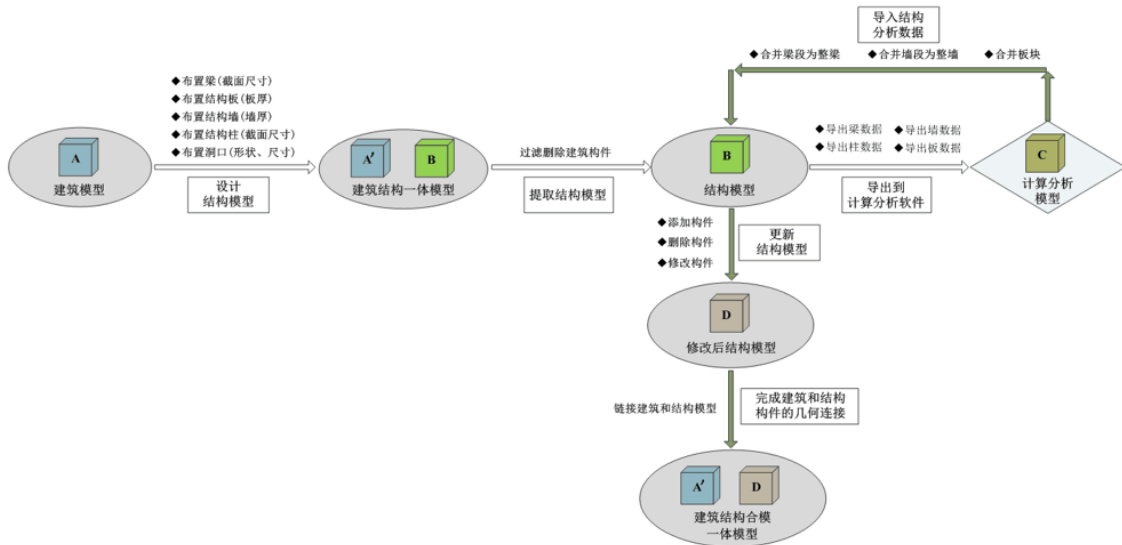 导入结构
分析数据
◆合并梁段为整梁 ◆合并墙段为整墙 ◆合并板块
◆布置梁(截面尺寸)
◆布置结构板(板厚)
◆布置结构墙(墙厚)
◆布置结构柱(截面尺寸)
◆布置洞口(形状、尺寸)
A
建筑模型
设计
结构模型
A′ B
建筑结构一体模型
过滤删除建筑构件
提取结构模型
B
结构模型
◆导出梁数据 ◆导出墙数据
◆导出柱数据 ◆导出板数据
导出到
计算分析软件
C
计算分析
模型
◆添加构件
◆删除构件
◆修改构件
更新
结构模型
D
修改后结构模型
链接建筑和结构模型
完成建筑和结构
构件的几何连接
A′ D
建筑结构合模
一体模型